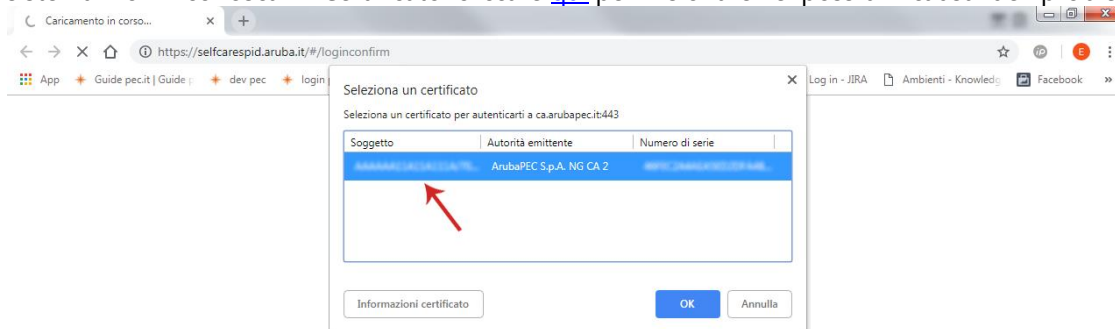 qui
Caricamento in corso...
https://selfcarespid.aruba.it/#/loginconfirm
App Guide pec.it | Guide dev pec login Log in - JIRA Ambienti - Knowledg Facebook »
Seleziona un certificato
Seleziona un certificato per autenticarti a ca.arubapec.it:443
Soggetto Autorità emittente Numero di serie
ArubaPEC S.p.A. NG CA 2
Informazioni certificato OK Annulla